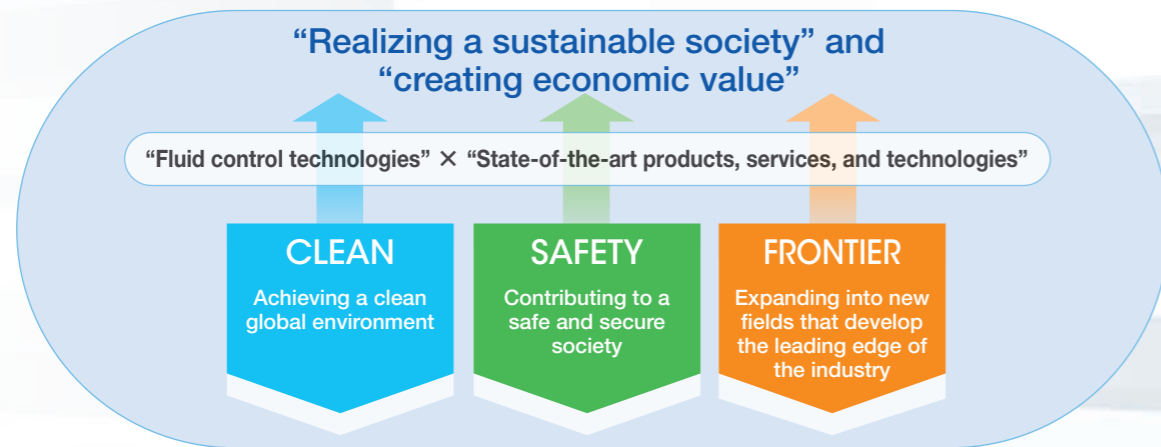 “Realizing a sustainable society” and
“creating economic value”
“Fluid control technologies” × “State-of-the-art products, services, and technologies”
CLEAN
Achieving a clean
global environment
SAFETY
Contributing to a
safe and secure
society
FRONTIER
Expanding into new
fields that develop
the leading edge of
the industry